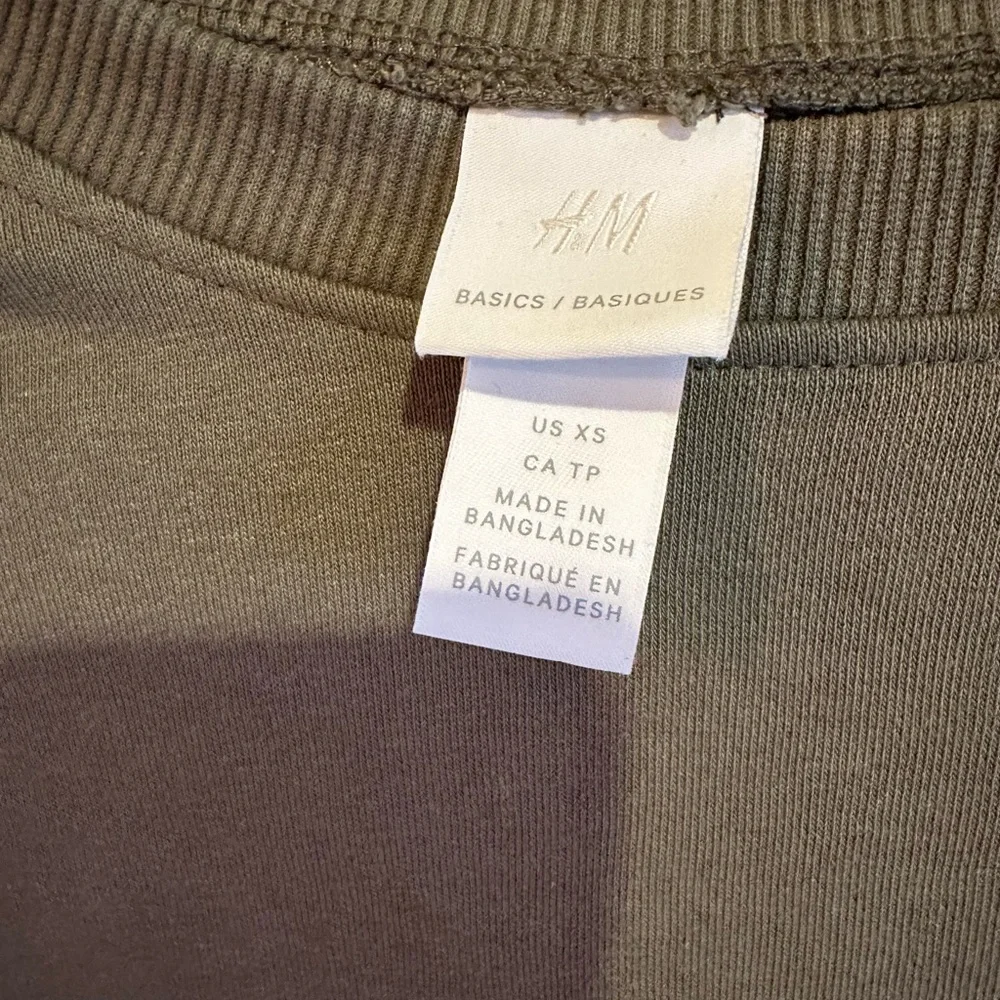 H&M
BASICS / BASIQUES
US XS
CA TP
MADE IN
BANGLADESH
FABRIQUÉ EN
BANGLADESH